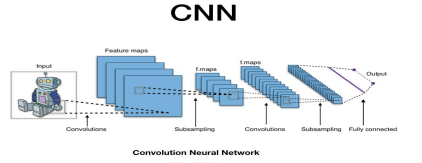 CNN
Feature maps
Input
f.maps
f.maps
Output
Convolutions
Subsampling
Convolutions
Subsampling
Fully connected
Convolution Neural Network